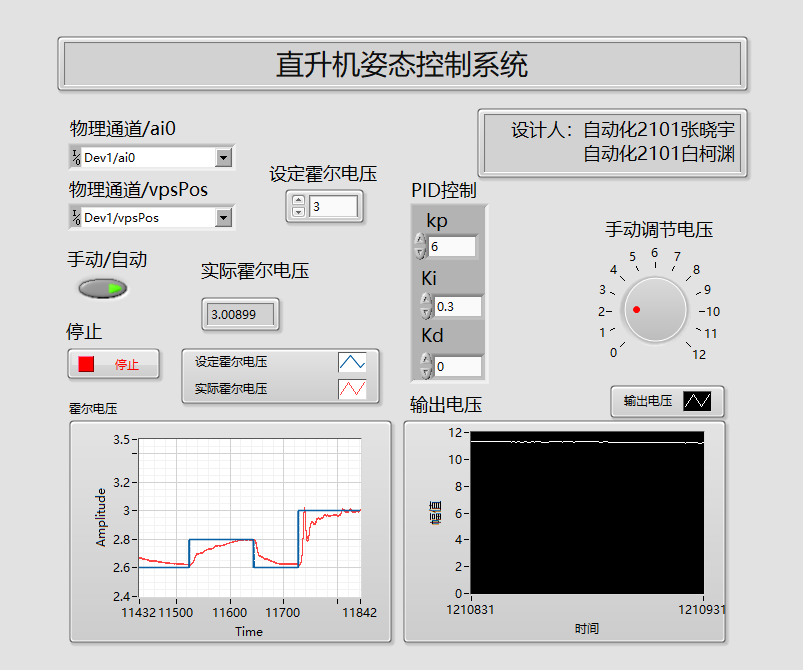 直升机姿态控制系统
设计人：自动化2101张晓宇
自动化2101白柯渊
物理通道/ai0
Dev1/ai0
物理通道/vpsPos
Dev1/vpsPos
设定霍尔电压
3
手动/自动
实际霍尔电压
3.00899
停止
停止
设定霍尔电压
实际霍尔电压
PID控制
kp
6
Ki
0.3
Kd
0
手动调节电压
0
1
2
3
4
5
6
7
8
9
10
11
12
霍尔电压
3.5
3.2
3
2.8
2.6
2.4
Amplitude
11432 11500 11600 11700 11842
Time
输出电压
输出电压
12
10
8
6
4
2
0
幅值
1210831 1210931
时间